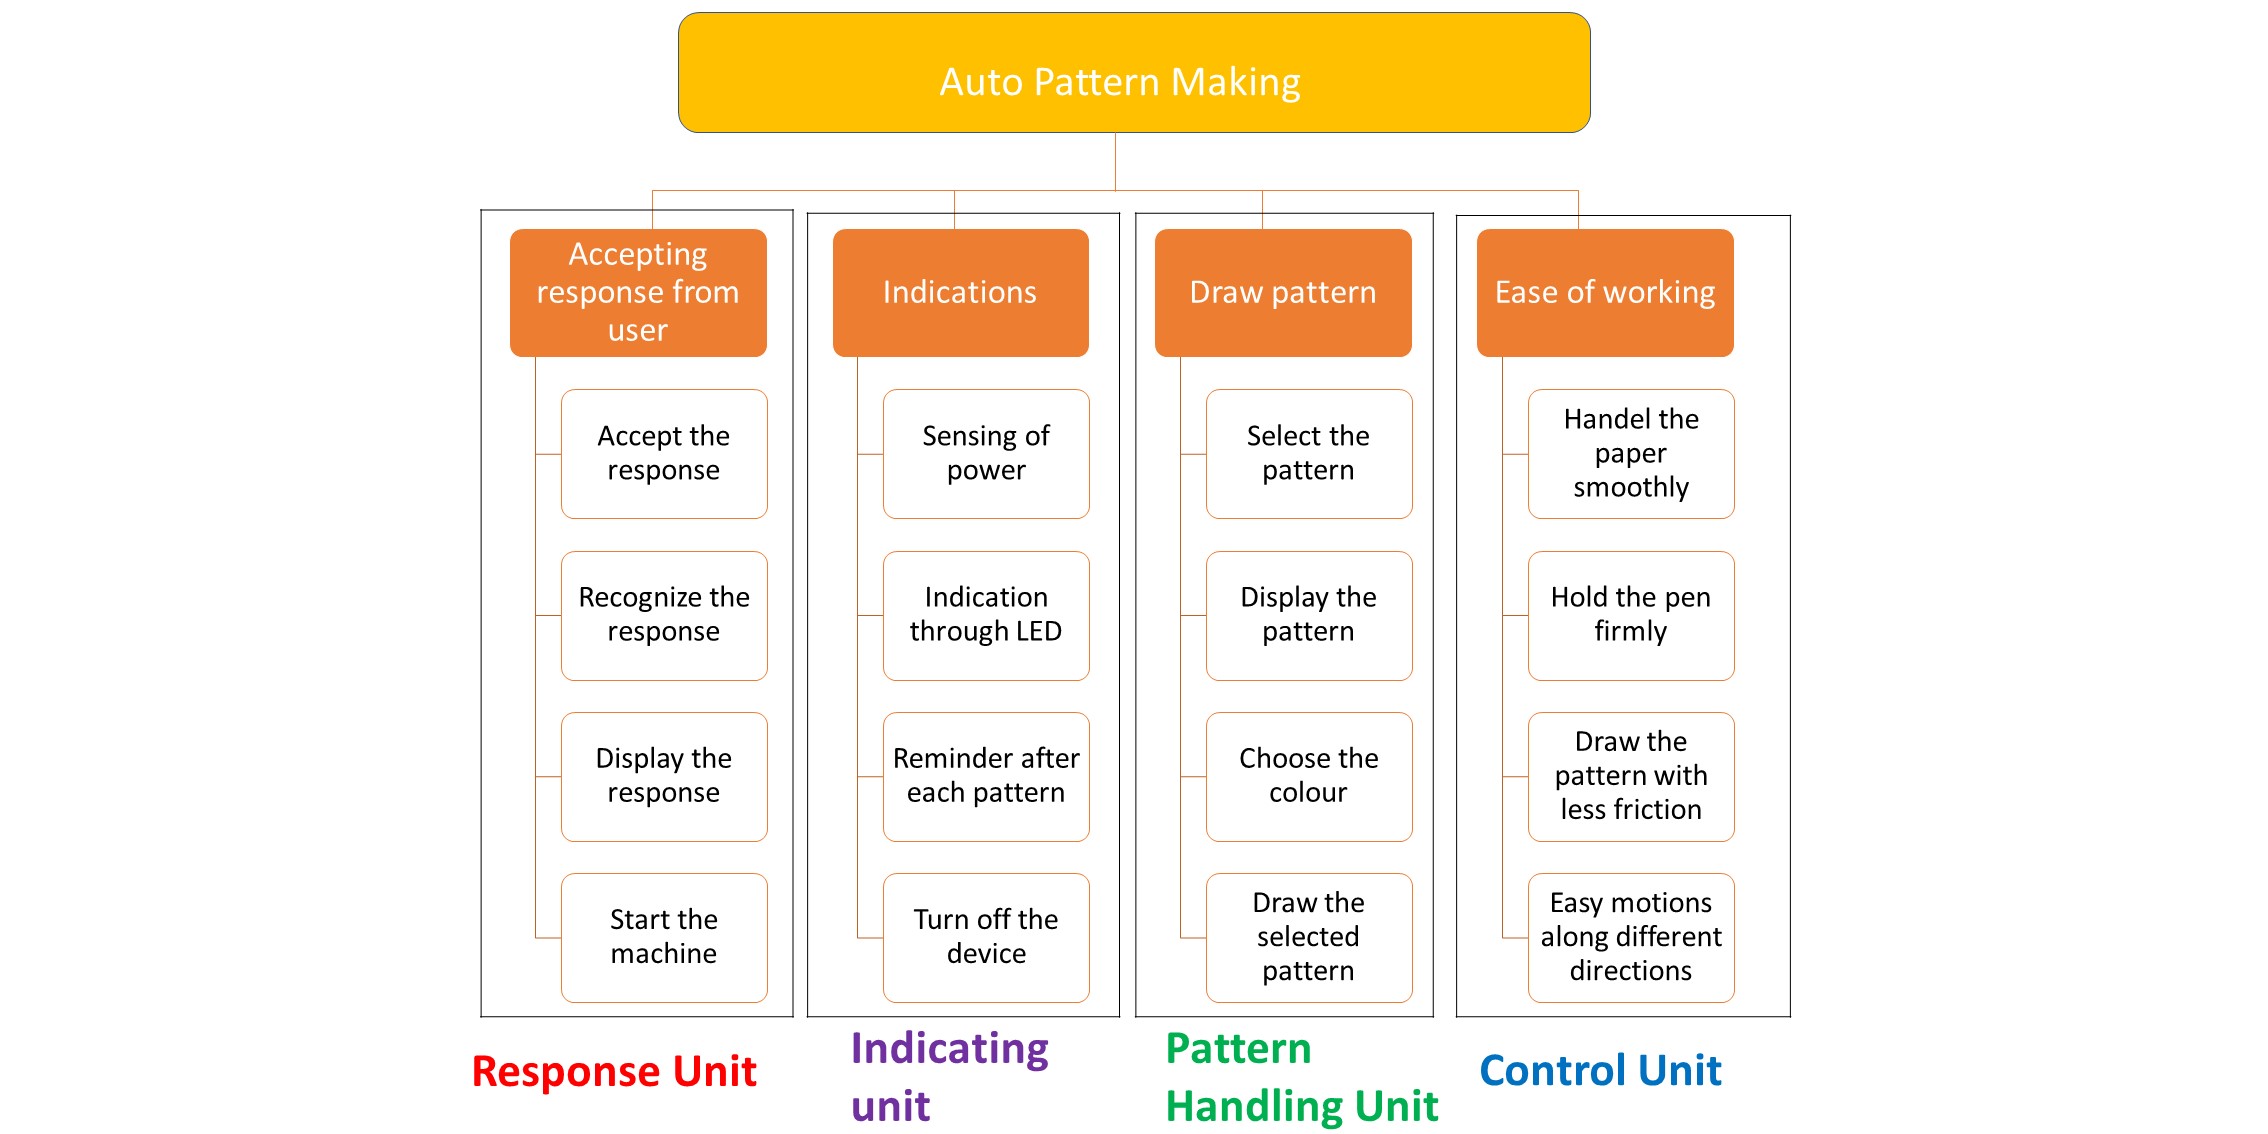 Auto Pattern Making
Accepting
response from
user
Accept the
response
Recognize the
response
Display the
response
Start the
machine
Response Unit
Indications
Sensing of
power
Indication
through LED
Reminder after
each pattern
Turn off the
device
Indicating
unit
Draw pattern
Select the
pattern
Display the
pattern
Choose the
colour
Draw the
selected
pattern
Pattern
Handling Unit
Ease of working
Handel the
paper
smoothly
Hold the pen
firmly
Draw the
pattern with
less friction
Easy motions
along different
directions
Control Unit